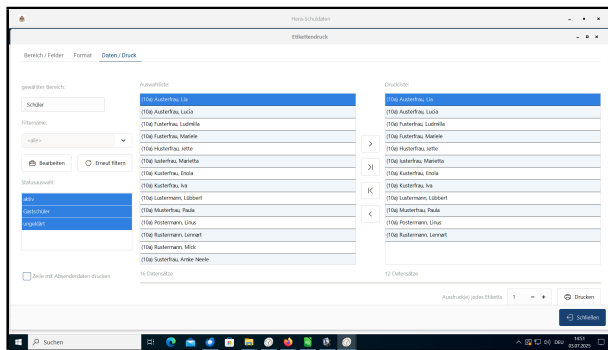 Hera-Schuldaten
Etikettendruck
Bereich / Felder Format Daten / Druck
gewählter Bereich:
Schüler
Filtername:
<alle>
Bearbeiten Erneut filtern
Statusauswahl:
aktiv
Gastschüler
ungeklärt
Zeile mit Absenderdaten drucken
Auswahlliste:
(10a) Austerfrau, Lia
(10a) Austerfrau, Lucia
(10a) Fusterfrau, Ludmilla
(10a) Fusterfrau, Mariele
(10a) Husterfrau, Jette
(10a) Iusterfrau, Marietta
(10a) Kusterfrau, Enola
(10a) Kusterfrau, Iva
(10a) Lustermann, Lübbert
(10a) Musterfrau, Paula
(10a) Postermann, Linus
(10a) Rustermann, Lennart
(10a) Rustermann, Mick
(10a) Susterfrau, Amke Neele
16 Datensätze
Druckliste:
(10a) Austerfrau, Lia
(10a) Austerfrau, Lucia
(10a) Fusterfrau, Ludmilla
(10a) Fusterfrau, Mariele
(10a) Husterfrau, Jette
(10a) Iusterfrau, Marietta
(10a) Kusterfrau, Enola
(10a) Kusterfrau, Iva
(10a) Lustermann, Lübbert
(10a) Musterfrau, Paula
(10a) Postermann, Linus
(10a) Rustermann, Lennart
12 Datensätze
Ausdruck(e) jedes Etiketts 1 - + Drucken
Schließen
Suchen
DEU
14:51
03.07.2025